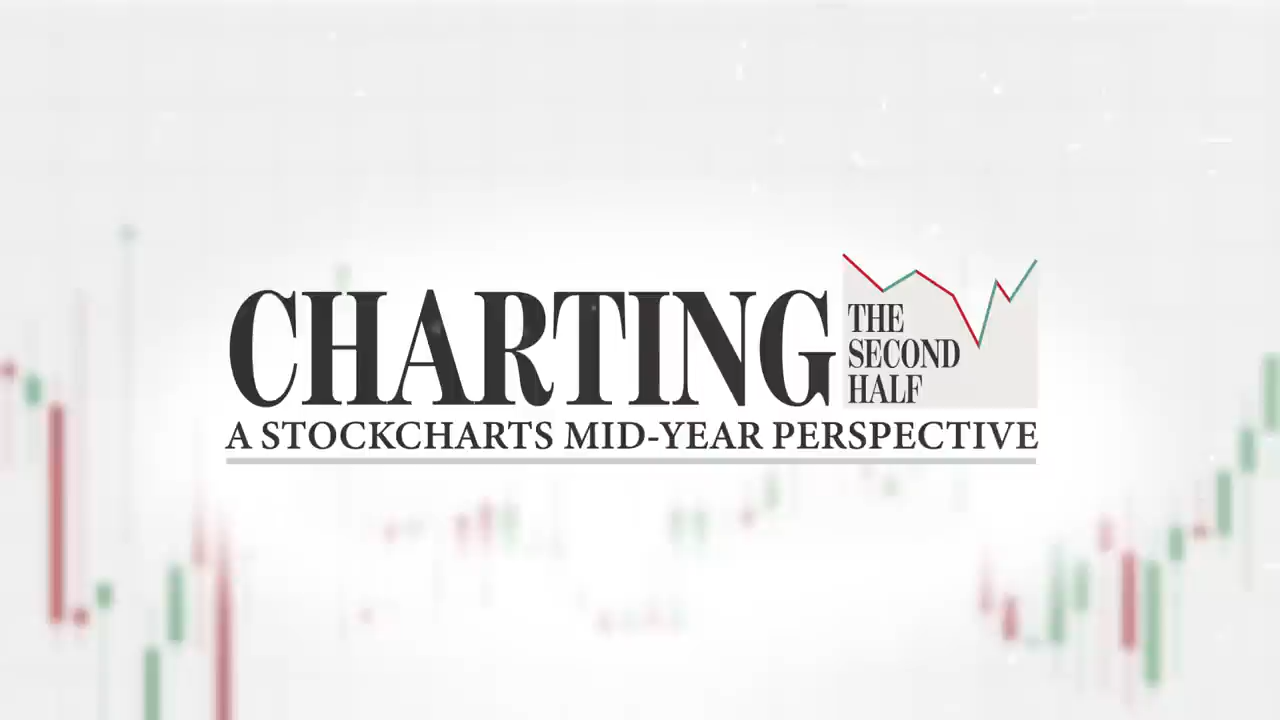 CHARTING
THE
SECOND
HALF
A STOCKCHARTS MID-YEAR PERSPECTIVE